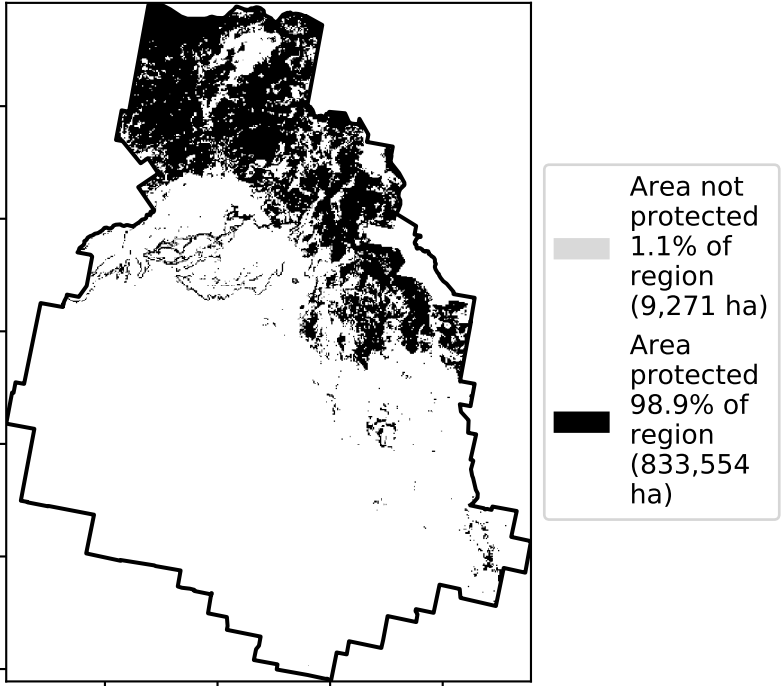 Area not
protected
1.1% of
region
(9,271 ha)
Area
protected
98.9% of
region
(833,554
ha)